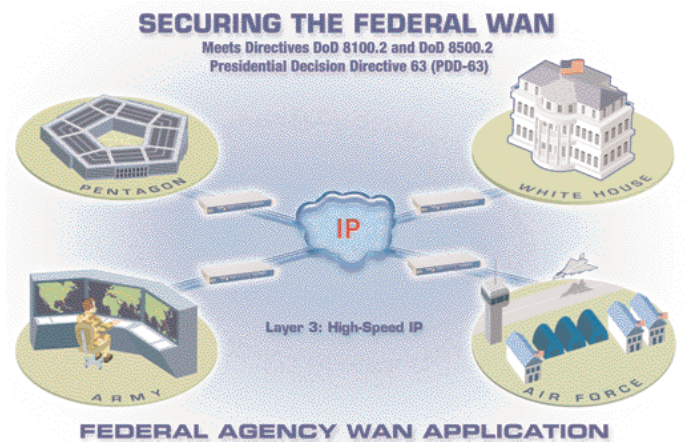 SECURING THE FEDERAL WAN
Meets Directives DoD 8100.2 and DoD 8500.2
Presidential Decision Directive 63 (PDD-63)
PENTAGON
WHITE HOUSE
IP
Layer 3: High-Speed IP
ARMY
AIR FORCE
FEDERAL AGENCY WAN APPLICATION